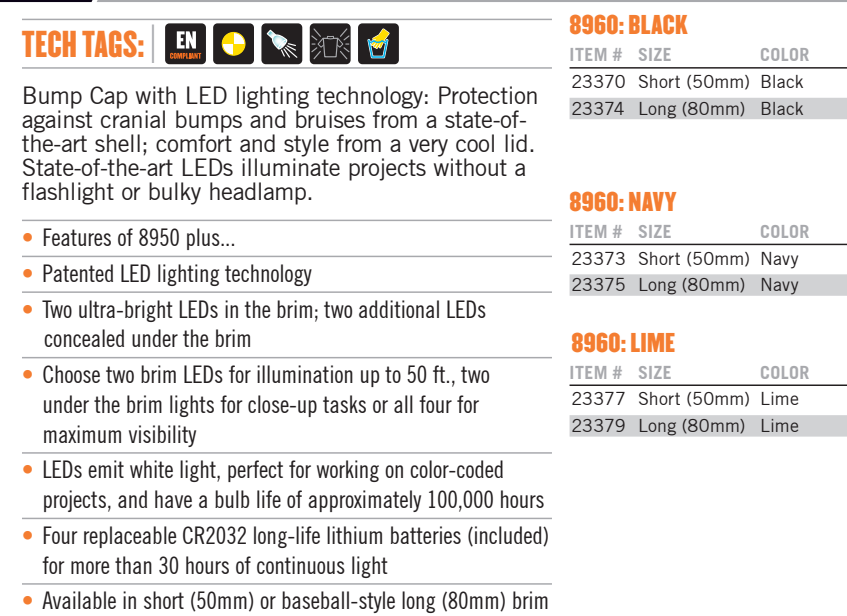 TECH TAGS:
EN
COMPLIANT
Bump Cap with LED lighting technology: Protection
against cranial bumps and bruises from a state-of-
the-art shell; comfort and style from a very cool lid.
State-of-the-art LEDs illuminate projects without a
flashlight or bulky headlamp.
• Features of 8950 plus...
• Patented LED lighting technology
• Two ultra-bright LEDs in the brim; two additional LEDs
concealed under the brim
• Choose two brim LEDs for illumination up to 50 ft., two
under the brim lights for close-up tasks or all four for
maximum visibility
• LEDs emit white light, perfect for working on color-coded
projects, and have a bulb life of approximately 100,000 hours
• Four replaceable CR2032 long-life lithium batteries (included)
for more than 30 hours of continuous light
• Available in short (50mm) or baseball-style long (80mm) brim
8960: BLACK
ITEM # SIZE COLOR
23370 Short (50mm) Black
23374 Long (80mm) Black
8960: NAVY
ITEM # SIZE COLOR
23373 Short (50mm) Navy
23375 Long (80mm) Navy
8960: LIME
ITEM # SIZE COLOR
23377 Short (50mm) Lime
23379 Long (80mm) Lime